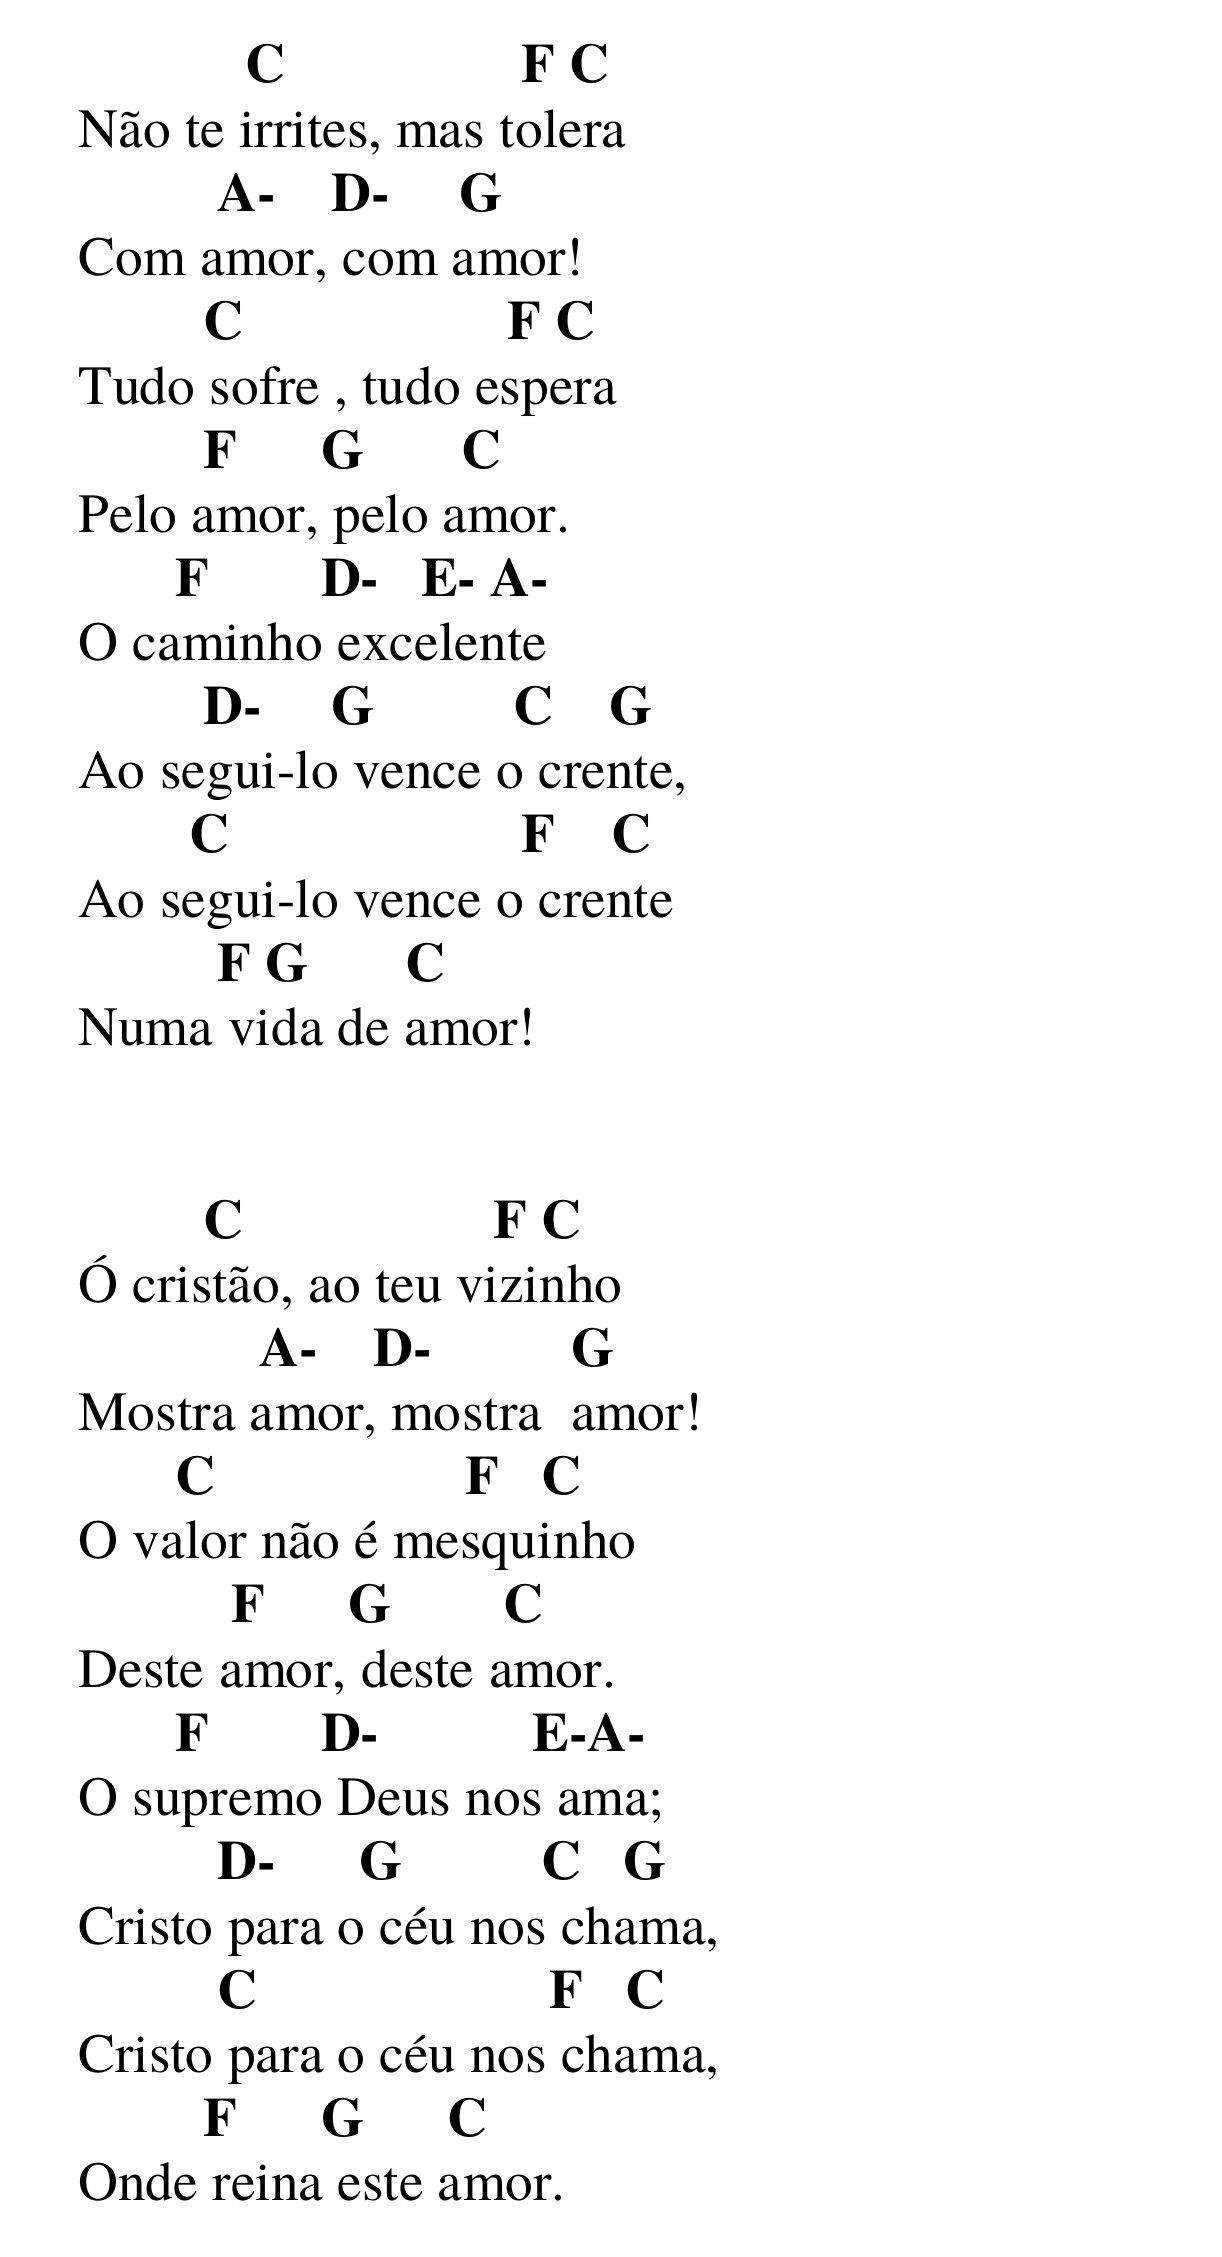 C F C
Não te irrites, mas tolera
A- D- G
Com amor, com amor!
C F C
Tudo sofre , tudo espera
F G C
Pelo amor, pelo amor.
F D- E- A-
O caminho excelente
D- G C G
Ao segui-lo vence o crente,
C F C
Ao segui-lo vence o crente
F G C
Numa vida de amor!
C F C
Ó cristão, ao teu vizinho
A- D- G
Mostra amor, mostra  amor!
C F C
O valor não é mesquinho
F G C
Deste amor, deste amor.
F D- E-A-
O supremo Deus nos ama;
D- G C G
Cristo para o céu nos chama,
C F C
Cristo para o céu nos chama,
F G C
Onde reina este amor.